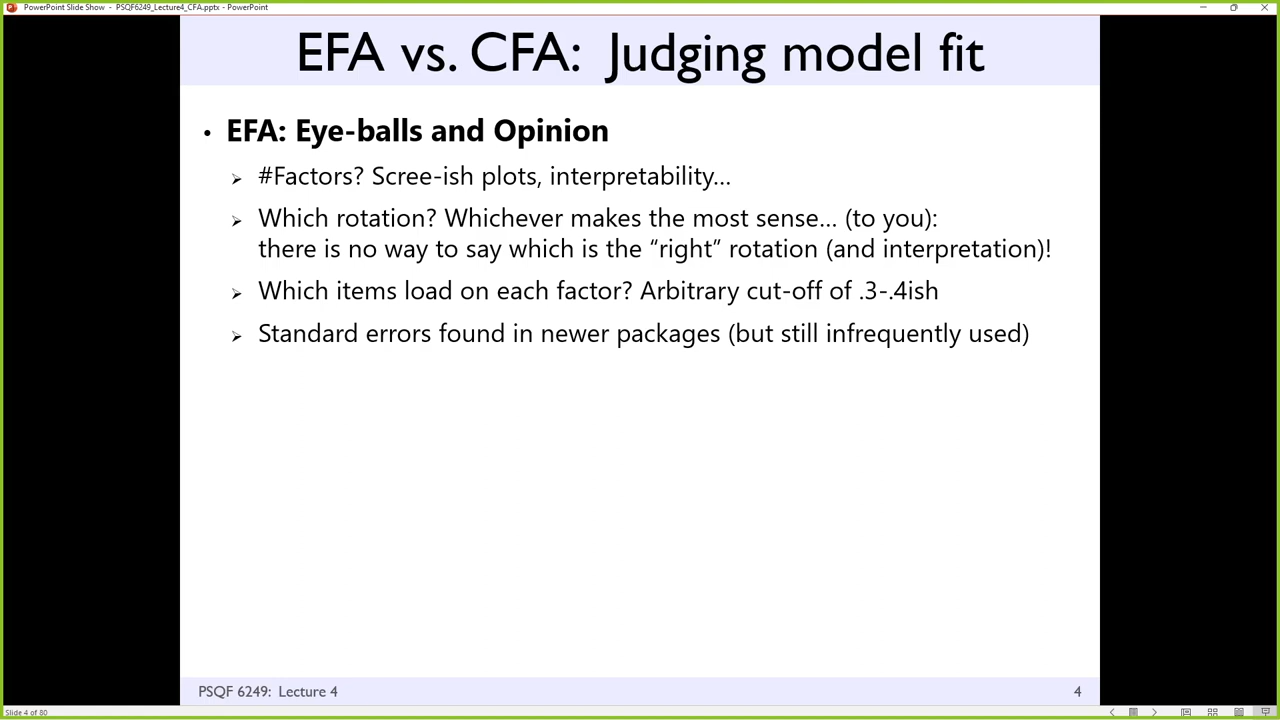 PowerPoint Slide Show - PSQF6249_Lecture4_CFA.pptx - PowerPoint
EFA vs. CFA: Judging model fit
• EFA: Eye-balls and Opinion
➢ #Factors? Scree-ish plots, interpretability…
➢ Which rotation? Whichever makes the most sense… (to you):
there is no way to say which is the “right” rotation (and interpretation)!
➢ Which items load on each factor? Arbitrary cut-off of .3-.4ish
➢ Standard errors found in newer packages (but still infrequently used)
PSQF 6249: Lecture 4
4
Slide 4 of 80